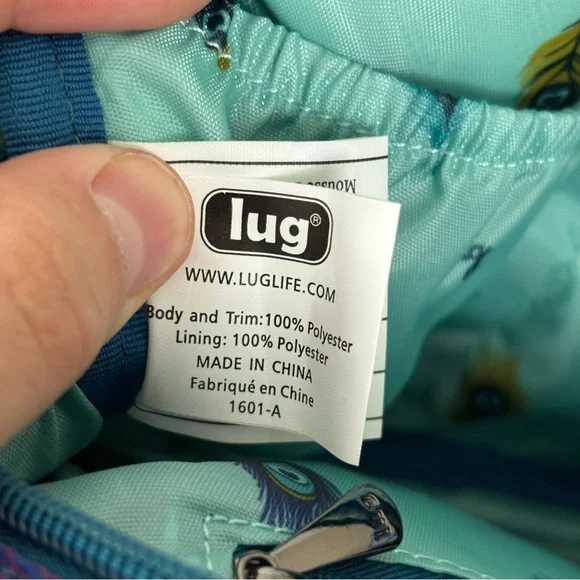 lug®
WWW.LUGLIFE.COM
Body and Trim:100% Polyester
Lining: 100% Polyester
MADE IN CHINA
Fabriqué en Chine
1601-A